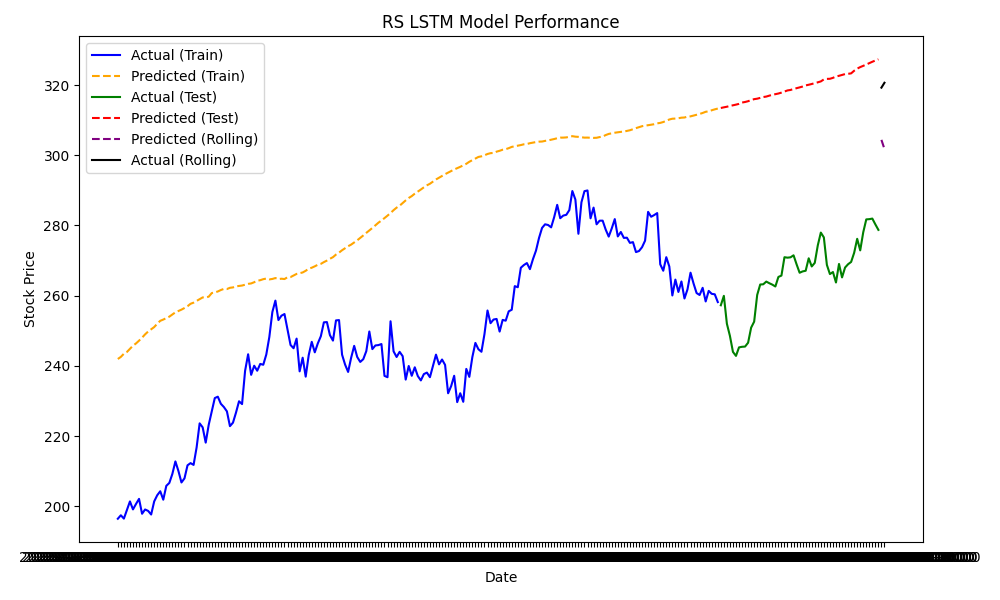 RS LSTM Model Performance
Actual (Train)
Predicted (Train)
Actual (Test)
Predicted (Test)
Predicted (Rolling)
Actual (Rolling)
Stock Price
320
300
280
260
240
220
200
Date